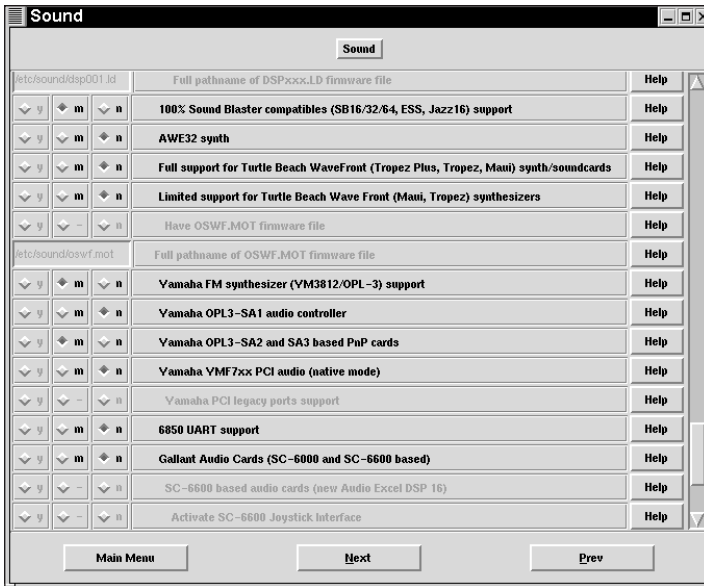 Sound
Sound
/etc/sound/dsp001.ld Full pathname of DSPxxx.LD firmware file Help
y m n 100% Sound Blaster compatibles (SB16/32/64, ESS, Jazz16) support Help
y m n AWE32 synth Help
y m n Full support for Turtle Beach WaveFront (Tropez Plus, Tropez, Maui) synth/soundcards Help
y m n Limited support for Turtle Beach Wave Front (Maui, Tropez) synthesizers Help
y - n Have OSWF.MOT firmware file Help
/etc/sound/oswf.mot Full pathname of OSWF.MOT firmware file Help
y m n Yamaha FM synthesizer (YM3812/OPL-3) support Help
y m n Yamaha OPL3-SA1 audio controller Help
y m n Yamaha OPL3-SA2 and SA3 based PnP cards Help
y m n Yamaha YMF7xx PCI audio (native mode) Help
y - n Yamaha PCI legacy ports support Help
y m n 6850 UART support Help
y m n Gallant Audio Cards (SC-6000 and SC-6600 based) Help
y - n SC-6600 based audio cards (new Audio Excel DSP 16) Help
y - n Activate SC-6600 Joystick Interface Help
Main Menu Next Prev